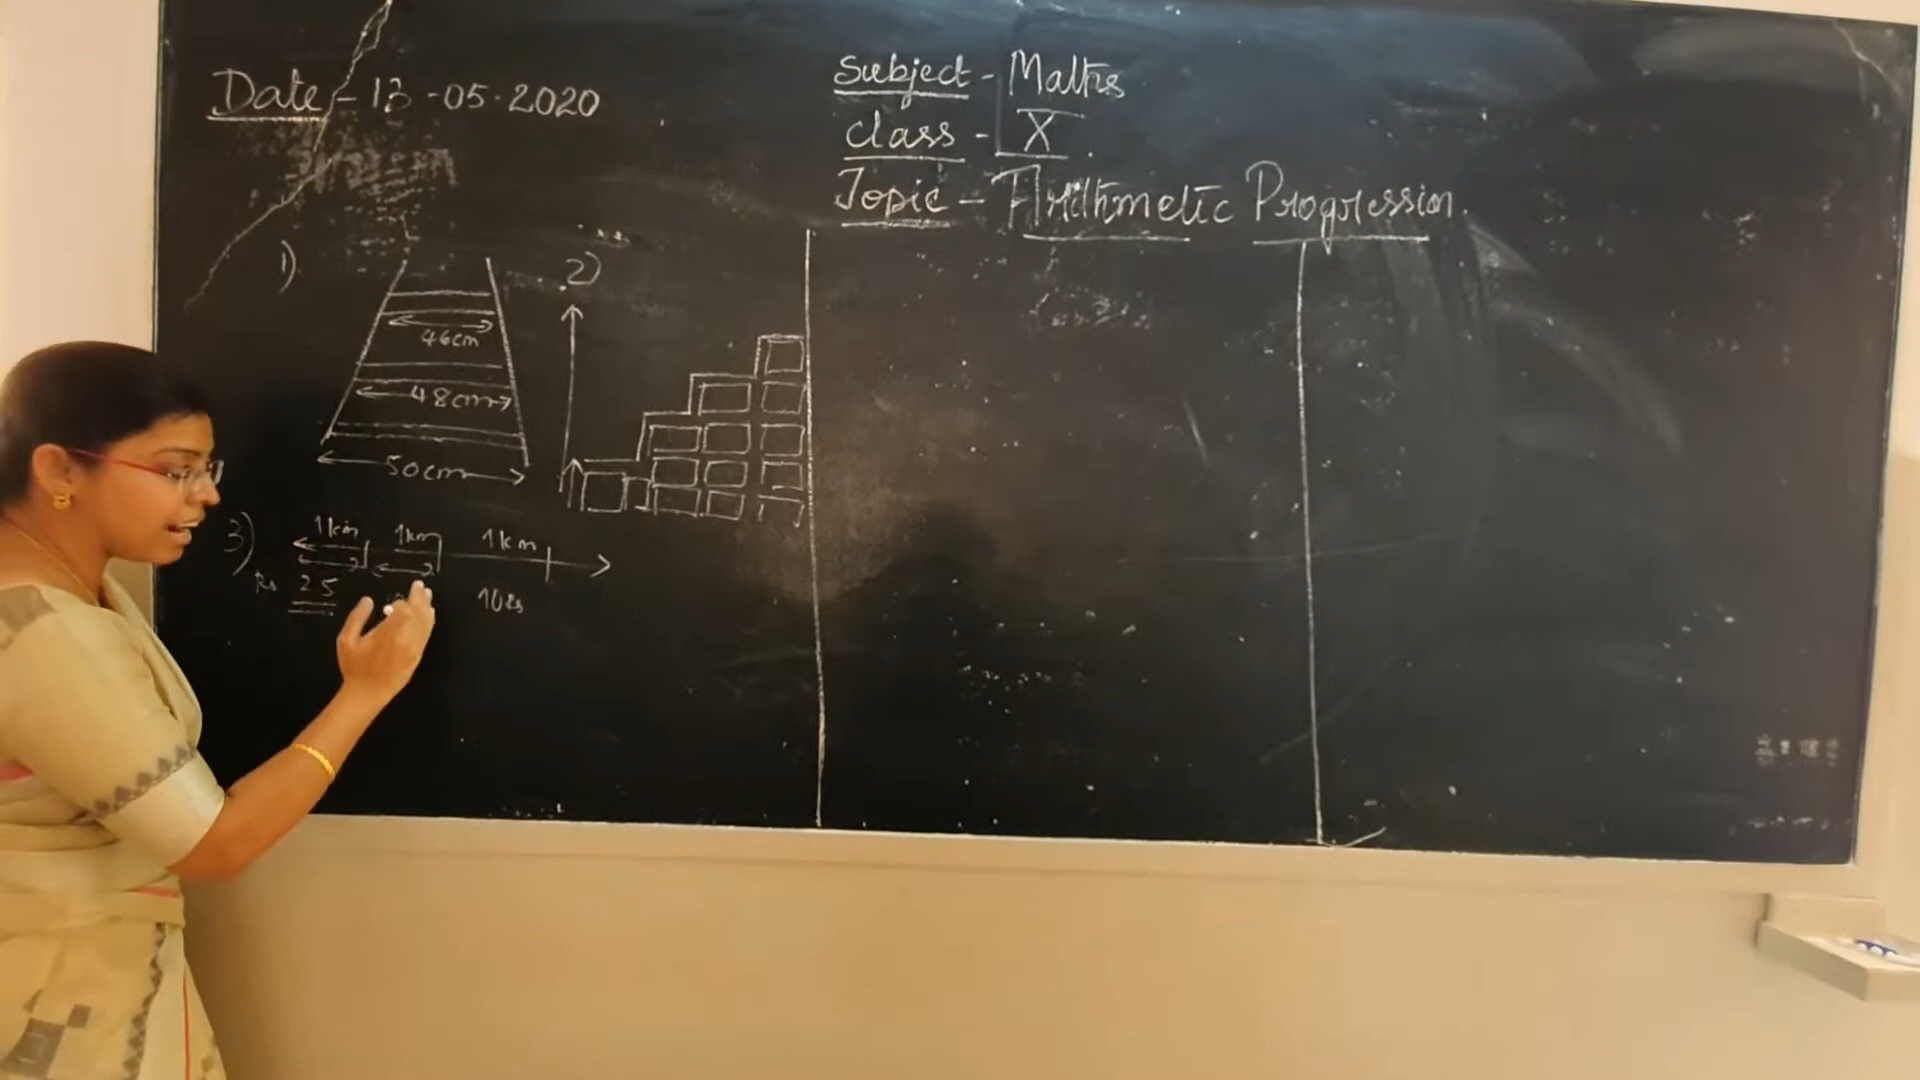 Date - 13-05-2020
Subject - Maths
Class - X
Topic - Arithmetic Progression.
1)
46cm
48cm
50cm
2)
3) 1km 1km 1km
Rs 25 10Rs